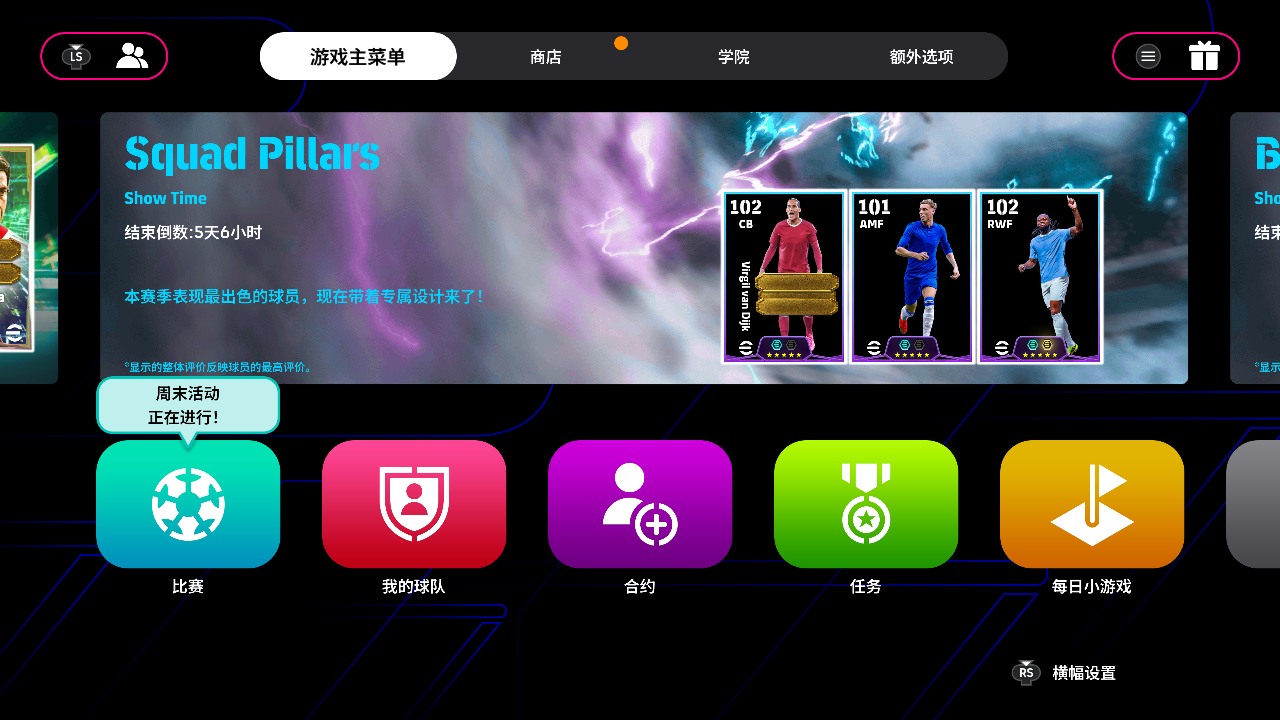 LS
游戏主菜单
商店
学院
额外选项
Squad Pillars
Show Time
结束倒数:5天6小时
本赛季表现最出色的球员，现在带着专属设计来了!
*显示的整体评价反映球员的最高评价。
102
CB
Virgil van Dijk
101
AMF
102
RWF
B
Sho
结束
*显示
周末活动
正在进行!
比赛
我的球队
合约
任务
每日小游戏
RS
横幅设置